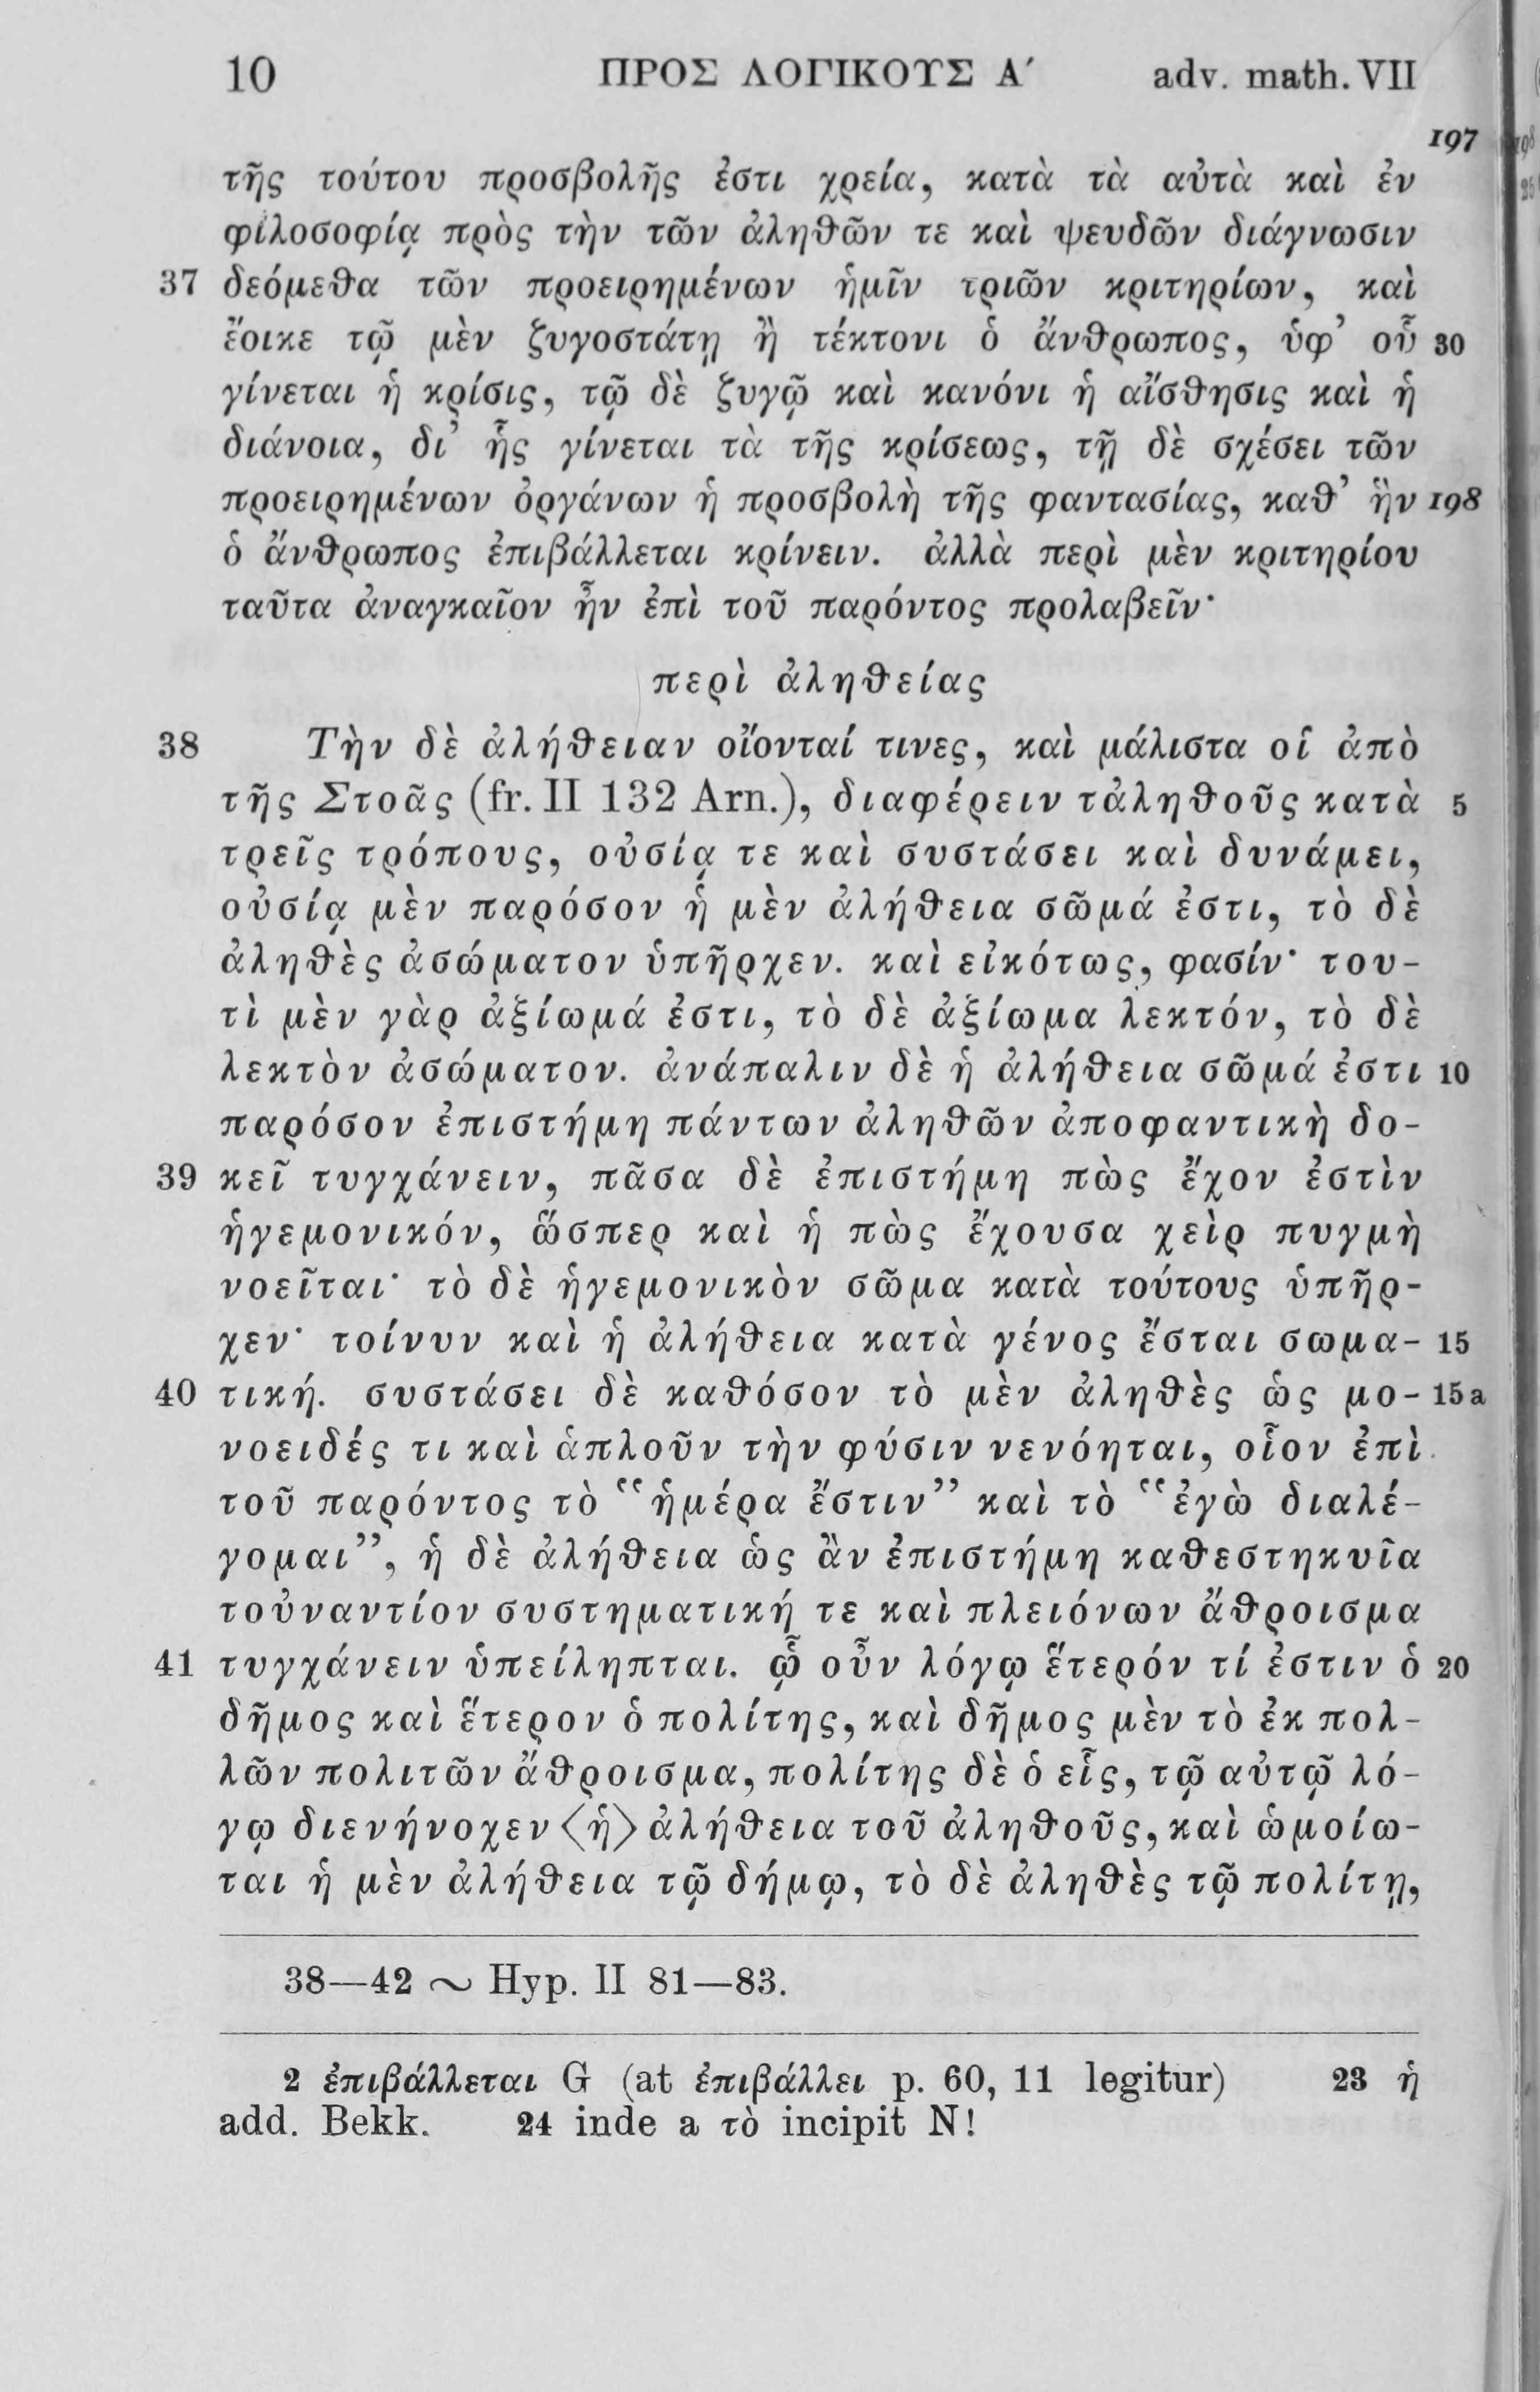 10 ΠΡΟΣ ΛΟΓΙΚΟΥΣ Α′ adv. math. VII
197
τῆς τούτου προσβολῆς ἐστι χρεία, κατὰ τὰ αὐτὰ καὶ ἐν
φιλοσοφίᾳ πρὸς τὴν τῶν ἀληθῶν τε καὶ ψευδῶν διάγνωσιν
37 δεόμεθα τῶν προειρημένων ἡμῖν τριῶν κριτηρίων, καὶ
ἔοικε τῷ μὲν ζυγοστάτῃ ἢ τέκτονι ὁ ἄνθρωπος, ὑφ’ οὗ 30
γίνεται ἡ κρίσις, τῷ δὲ ζυγῷ καὶ κανόνι ἡ αἴσθησις καὶ ἡ
διάνοια, δι’ ἧς γίνεται τὰ τῆς κρίσεως, τῇ δὲ σχέσει τῶν
προειρημένων ὀργάνων ἡ προσβολὴ τῆς φαντασίας, καθ’ ἣν 198
ὁ ἄνθρωπος ἐπιβάλλεται κρίνειν. ἀλλὰ περὶ μὲν κριτηρίου
ταῦτα ἀναγκαῖον ἦν ἐπὶ τοῦ παρόντος προλαβεῖν·
περὶ ἀληθείας
38 Τὴν δὲ ἀλήθειαν οἴονταί τινες, καὶ μάλιστα οἱ ἀπὸ
τῆς Στοᾶς (fr. II 132 Arn.), διαφέρειν τἀληθοῦς κατὰ 5
τρεῖς τρόπους, οὐσίᾳ τε καὶ συστάσει καὶ δυνάμει,
οὐσίᾳ μὲν παρόσον ἡ μὲν ἀλήθεια σῶμά ἐστι, τὸ δὲ
ἀληθὲς ἀσώματον ὑπῆρχεν. καὶ εἰκότως, φασίν· του-
τὶ μὲν γὰρ ἀξίωμά ἐστι, τὸ δὲ ἀξίωμα λεκτόν, τὸ δὲ
λεκτὸν ἀσώματον. ἀνάπαλιν δὲ ἡ ἀλήθεια σῶμά ἐστι 10
παρόσον ἐπιστήμη πάντων ἀληθῶν ἀποφαντικὴ δο-
39 κεῖ τυγχάνειν, πᾶσα δὲ ἐπιστήμη πὼς ἔχον ἐστὶν
ἡγεμονικόν, ὥσπερ καὶ ἡ πὼς ἔχουσα χεὶρ πυγμὴ
νοεῖται· τὸ δὲ ἡγεμονικὸν σῶμα κατὰ τούτους ὑπῆρ-
χεν· τοίνυν καὶ ἡ ἀλήθεια κατὰ γένος ἔσται σωμα- 15
40 τική. συστάσει δὲ καθόσον τὸ μὲν ἀληθὲς ὡς μο- 15a
νοειδές τι καὶ ἁπλοῦν τὴν φύσιν νενόηται, οἷον ἐπὶ
τοῦ παρόντος τὸ “ἡμέρα ἔστιν” καὶ τὸ “ἐγὼ διαλέ-
γομαι”, ἡ δὲ ἀλήθεια ὡς ἂν ἐπιστήμη καθεστηκυῖα
τοὐναντίον συστηματική τε καὶ πλειόνων ἄθροισμα
41 τυγχάνειν ὑπείληπται. ᾧ οὖν λόγῳ ἕτερόν τί ἐστιν ὁ 20
δῆμος καὶ ἕτερον ὁ πολίτης, καὶ δῆμος μὲν τὸ ἐκ πολ-
λῶν πολιτῶν ἄθροισμα, πολίτης δὲ ὁ εἷς, τῷ αὐτῷ λό-
γῳ διενήνοχεν ⟨ἡ⟩ ἀλήθεια τοῦ ἀληθοῦς, καὶ ὡμοίω-
ται ἡ μὲν ἀλήθεια τῷ δήμῳ, τὸ δὲ ἀληθὲς τῷ πολίτῃ,
38—42 ∼ Hyp. II 81—83.
2 ἐπιβάλλεται G (at ἐπιβάλλει p. 60, 11 legitur) 23 ἡ
add. Bekk. 24 inde a τὸ incipit N!